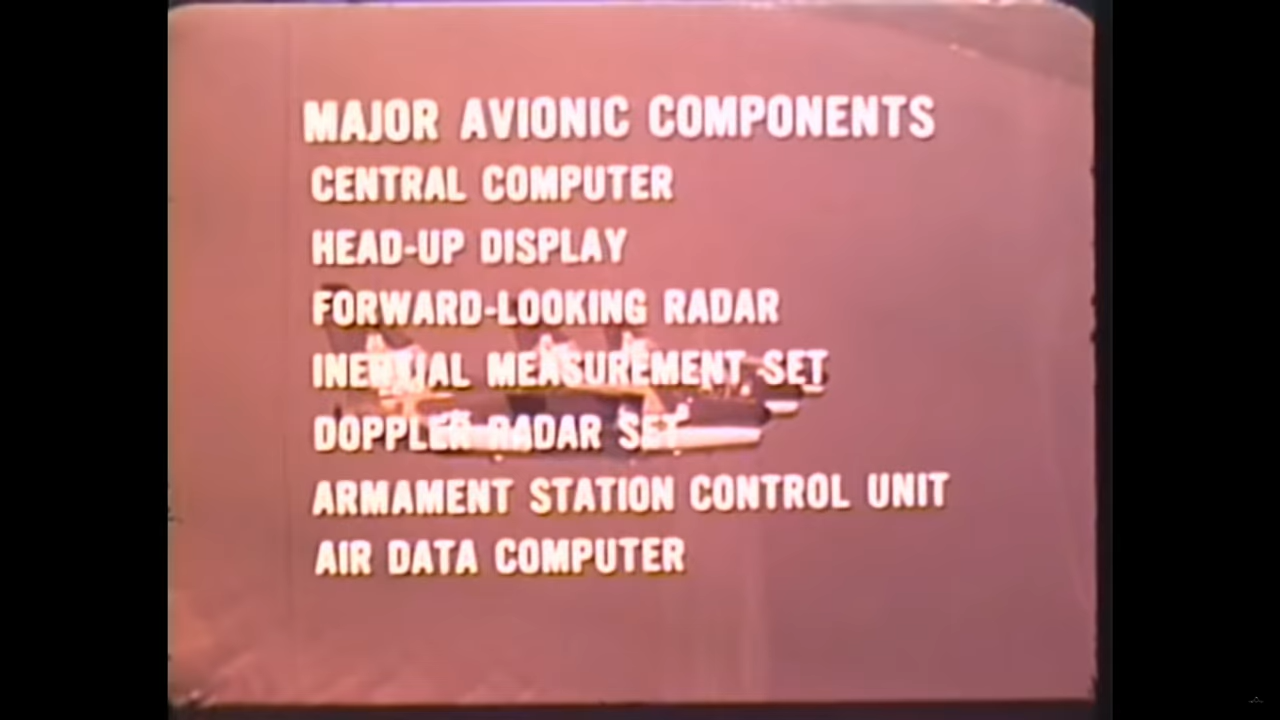 MAJOR AVIONIC COMPONENTS
CENTRAL COMPUTER
HEAD-UP DISPLAY
FORWARD-LOOKING RADAR
INERTIAL MEASUREMENT SET
DOPPLER RADAR SET
ARMAMENT STATION CONTROL UNIT
AIR DATA COMPUTER